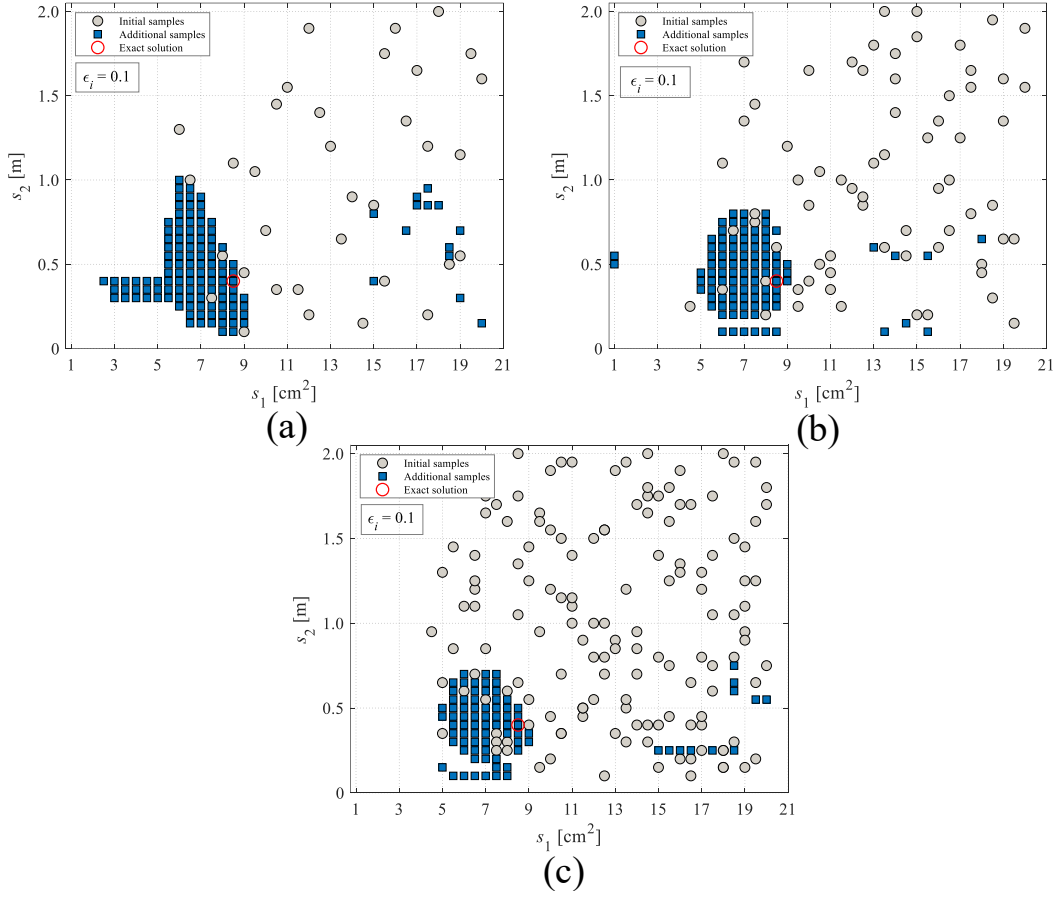 2.0
1.5
1.0
0.5
0
s2 [m]
Initial samples
Additional samples
Exact solution
ϵi = 0.1
1 3 5 7 9 11 13 15 17 19 21
s1 [cm2]
(a)
2.0
1.5
1.0
0.5
0
s2 [m]
Initial samples
Additional samples
Exact solution
ϵi = 0.1
1 3 5 7 9 11 13 15 17 19 21
s1 [cm2]
(b)
2.0
1.5
1.0
0.5
0
s2 [m]
Initial samples
Additional samples
Exact solution
ϵi = 0.1
1 3 5 7 9 11 13 15 17 19 21
s1 [cm2]
(c)